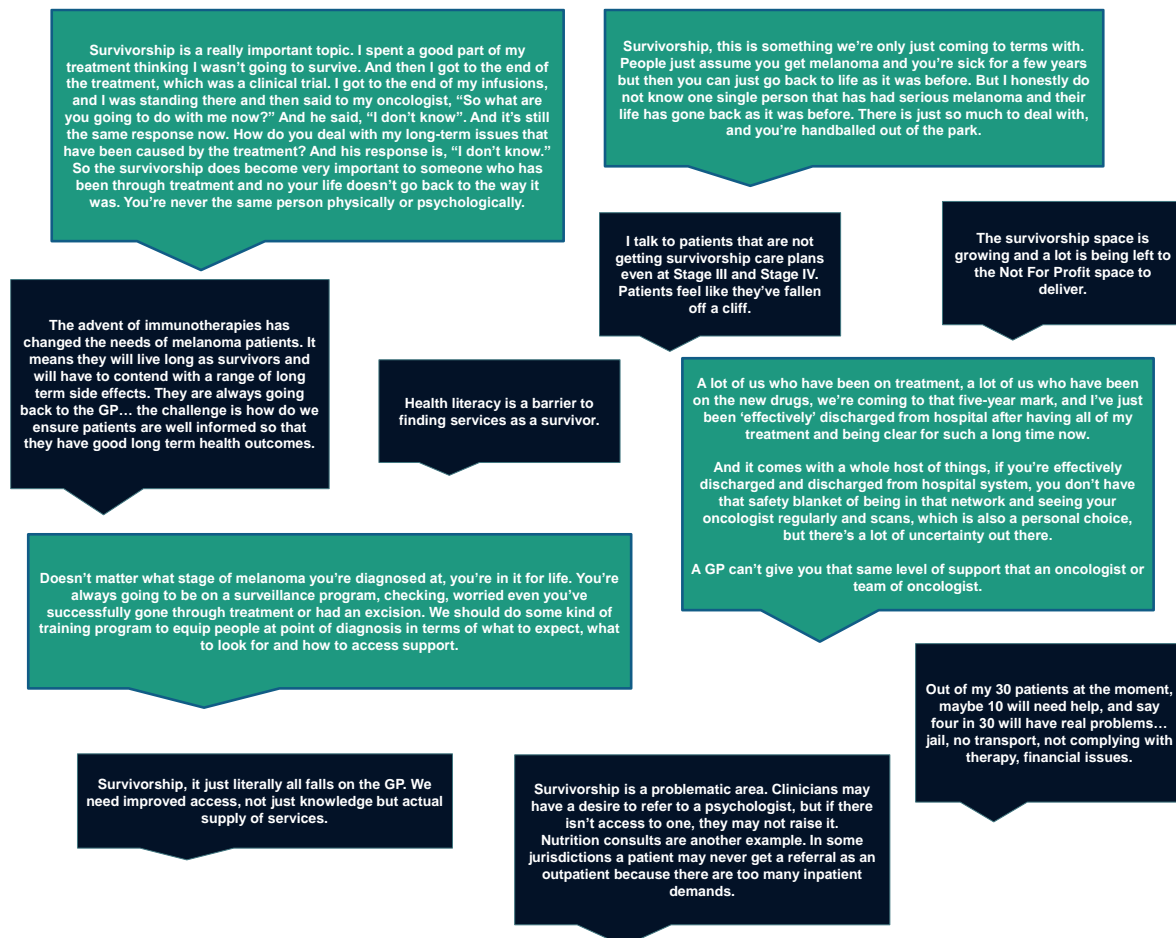 Survivorship is a really important topic. I spent a good part of my
treatment thinking I wasn't going to survive. And then I got to the end of
the treatment, which was a clinical trial. I got to the end of my infusions,
and I was standing there and then said to my oncologist, “So what are
you going to do with me now?” And he said, “I don't know”. And it's still
the same response now. How do you deal with my long-term issues that
have been caused by the treatment? And his response is, “I don't know.”
So the survivorship does become very important to someone who has
been through treatment and no your life doesn't go back to the way it
was. You're never the same person physically or psychologically.
Survivorship, this is something we're only just coming to terms with.
People just assume you get melanoma and you're sick for a few years
but then you can just go back to life as it was before. But I honestly do
not know one single person that has had serious melanoma and their
life has gone back as it was before. There is just so much to deal with,
and you're handballed out of the park.
I talk to patients that are not
getting survivorship care plans
even at Stage III and Stage IV.
Patients feel like they've fallen
off a cliff.
The survivorship space is
growing and a lot is being left to
the Not For Profit space to
deliver.
The advent of immunotherapies has
changed the needs of melanoma patients. It
means they will live long as survivors and
will have to contend with a range of long
term side effects. They are always going
back to the GP… the challenge is how do we
ensure patients are well informed so that
they have good long term health outcomes.
Health literacy is a barrier to
finding services as a survivor.
A lot of us who have been on treatment, a lot of us who have been
on the new drugs, we're coming to that five-year mark, and I've just
been ‘effectively’ discharged from hospital after having all of my
treatment and being clear for such a long time now.
And it comes with a whole host of things, if you're effectively
discharged and discharged from hospital system, you don't have
that safety blanket of being in that network and seeing your
oncologist regularly and scans, which is also a personal choice,
but there's a lot of uncertainty out there.
A GP can't give you that same level of support that an oncologist or
team of oncologist.
Doesn't matter what stage of melanoma you're diagnosed at, you're in it for life. You're
always going to be on a surveillance program, checking, worried even you've
successfully gone through treatment or had an excision. We should do some kind of
training program to equip people at point of diagnosis in terms of what to expect, what
to look for and how to access support.
Out of my 30 patients at the moment,
maybe 10 will need help, and say
four in 30 will have real problems…
jail, no transport, not complying with
therapy, financial issues.
Survivorship, it just literally all falls on the GP. We
need improved access, not just knowledge but actual
supply of services.
Survivorship is a problematic area. Clinicians may
have a desire to refer to a psychologist, but if there
isn't access to one, they may not raise it.
Nutrition consults are another example. In some
jurisdictions a patient may never get a referral as an
outpatient because there are too many inpatient
demands.